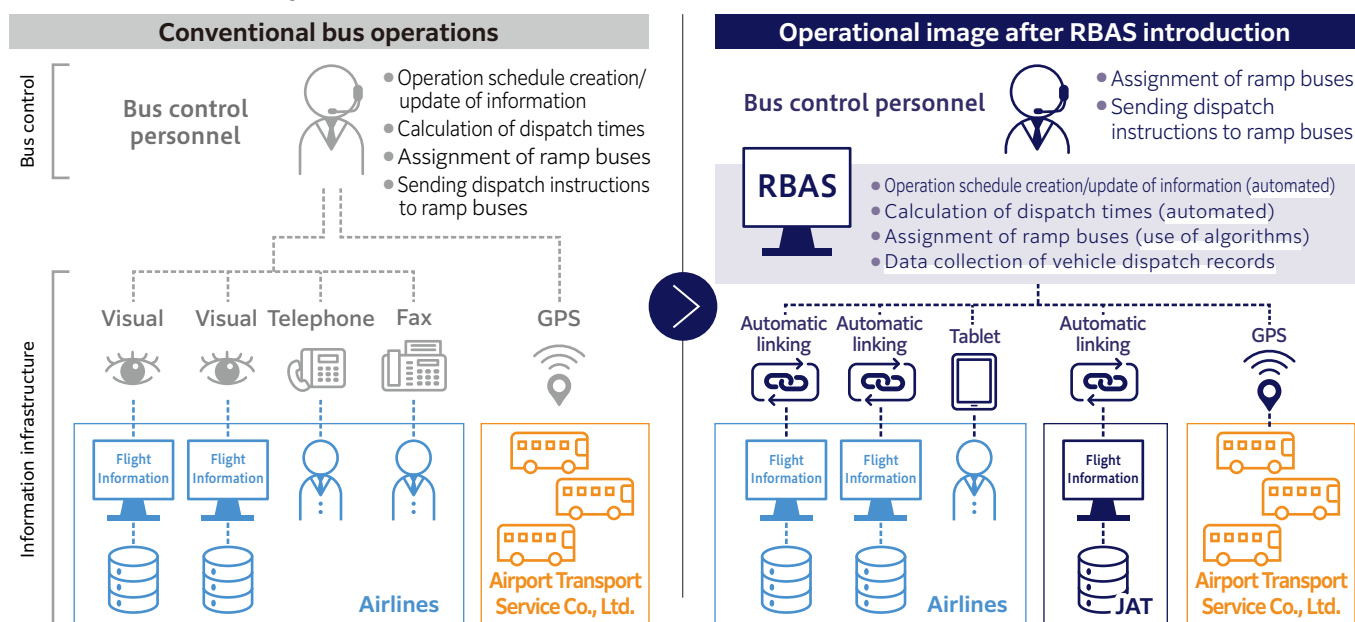 Conventional bus operations
Bus control
Bus control
personnel
• Operation schedule creation/
update of information
• Calculation of dispatch times
• Assignment of ramp buses
• Sending dispatch instructions
to ramp buses
Information infrastructure
Visual
Visual
Telephone
Fax
GPS
Flight
Information
Flight
Information
Airlines
Airport Transport
Service Co., Ltd.
Operational image after RBAS introduction
Bus control personnel
• Assignment of ramp buses
• Sending dispatch
instructions to ramp buses
RBAS
• Operation schedule creation/update of information (automated)
• Calculation of dispatch times (automated)
• Assignment of ramp buses (use of algorithms)
• Data collection of vehicle dispatch records
Automatic
linking
Automatic
linking
Tablet
Automatic
linking
GPS
Flight
Information
Flight
Information
Airlines
Flight
Information
JAT
Airport Transport
Service Co., Ltd.